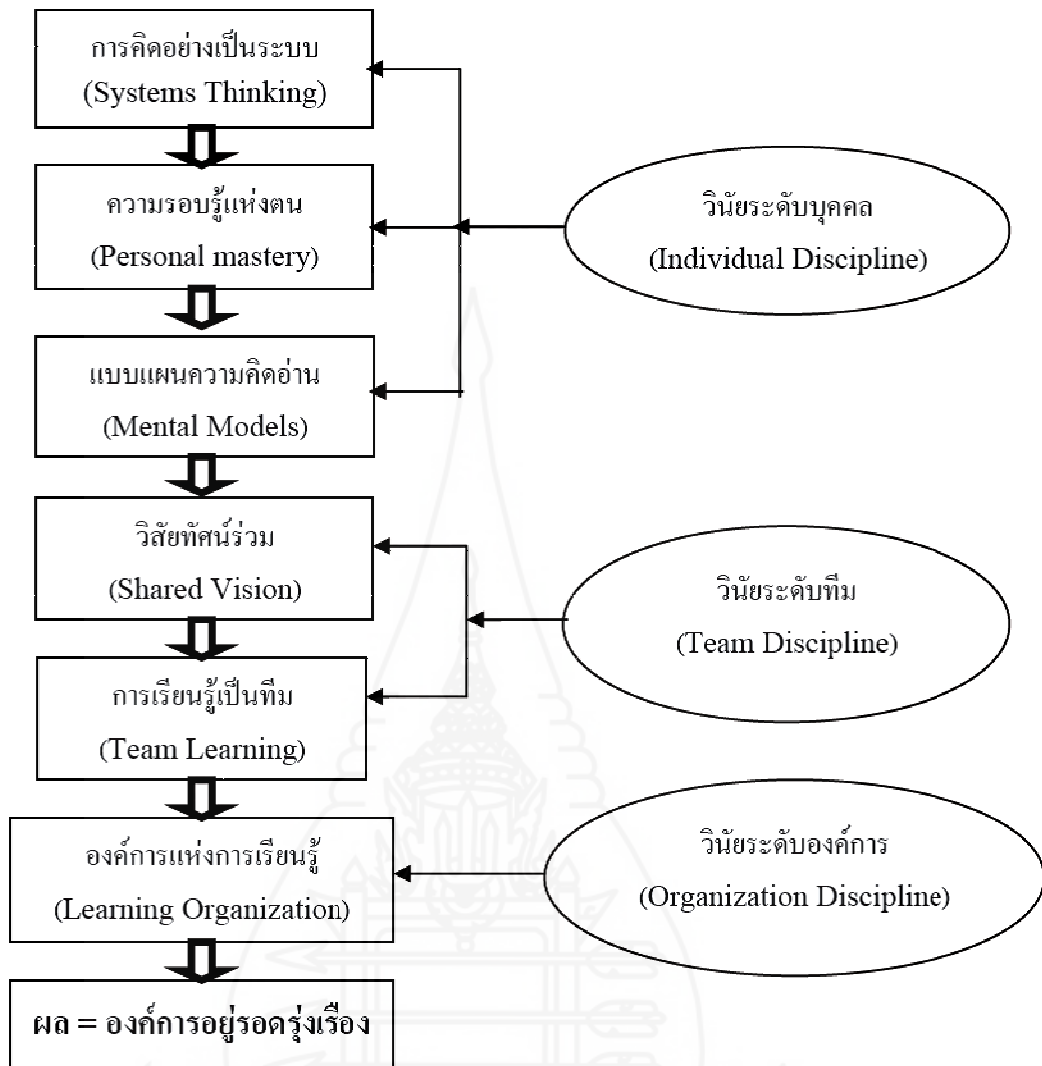 การคิดอย่างเป็นระบบ
(Systems Thinking)
ความรอบรู้แห่งตน
(Personal mastery)
วินัยระดับบุคคล
(Individual Discipline)
แบบแผนความคิดอ่าน
(Mental Models)
วิสัยทัศน์ร่วม
(Shared Vision)
วินัยระดับทีม
(Team Discipline)
การเรียนรู้เป็นทีม
(Team Learning)
องค์การแห่งการเรียนรู้
(Learning Organization)
วินัยระดับองค์การ
(Organization Discipline)
ผล = องค์การอยู่รอดรุ่งเรือง